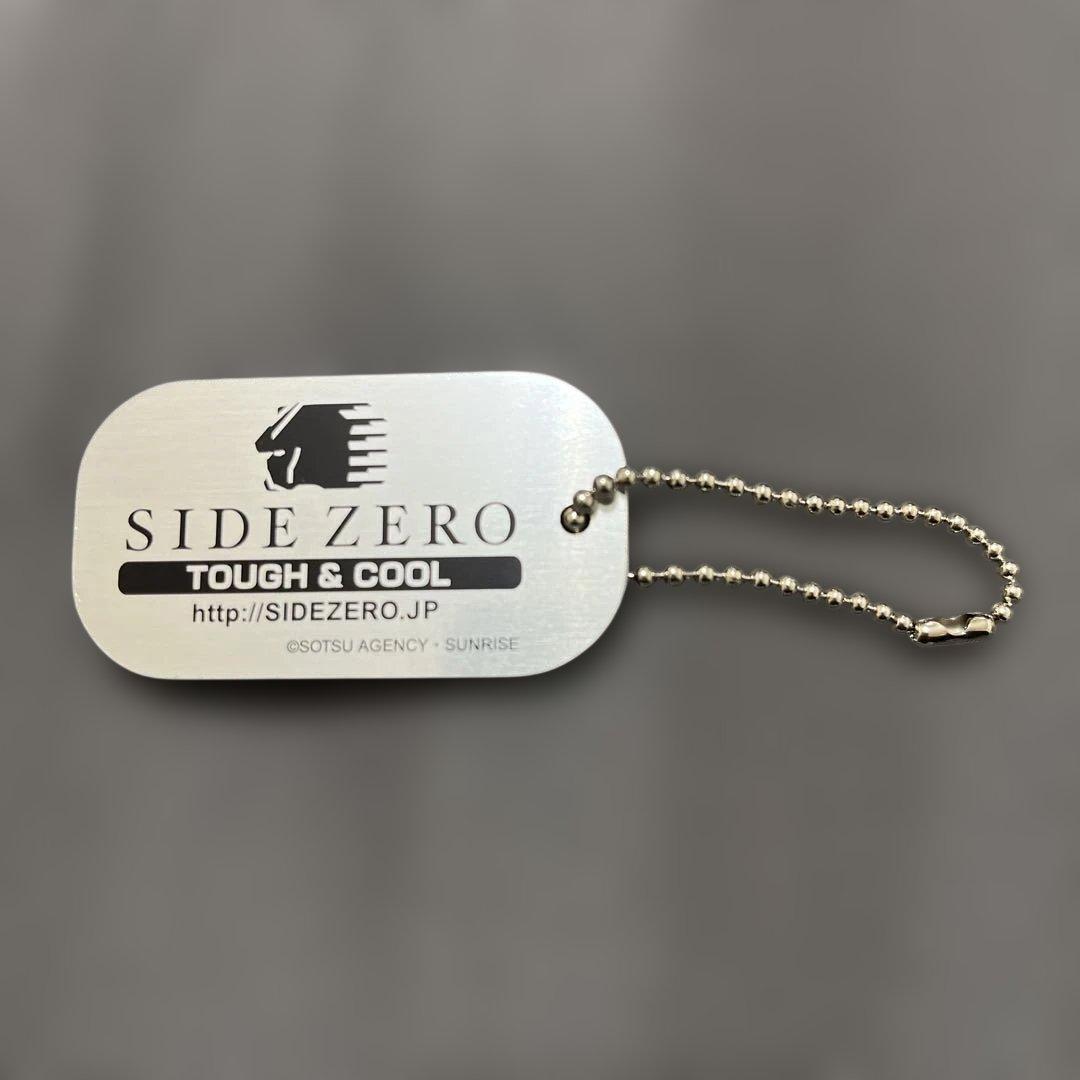 SIDE ZERO
TOUGH & COOL
http://SIDEZERO.JP
©SOTSU AGENCY・SUNRISE